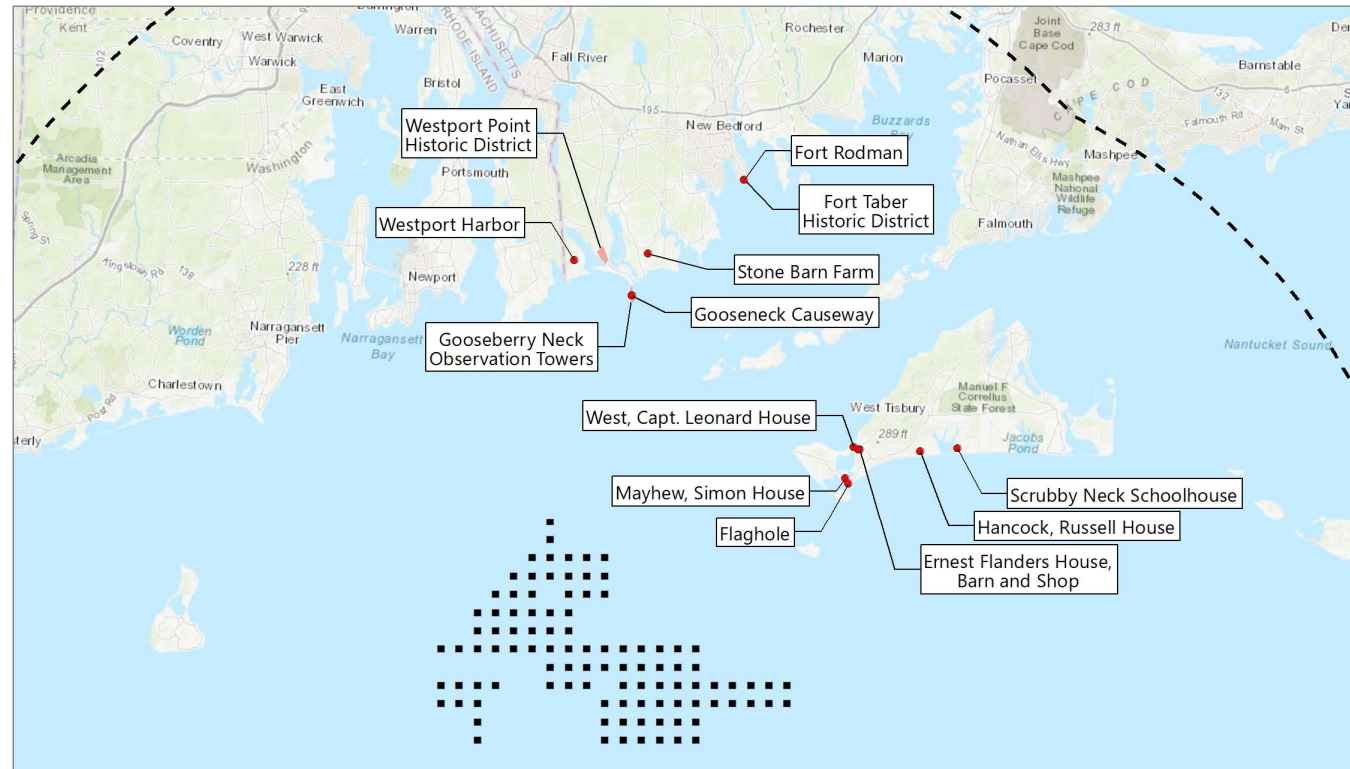 Providence
Kent
Coventry
West Warwick
Warwick
102
East
Greenwich
Warren
Bristol
RHODE ISLAND
MASSACHUSETTS
Fall River
Rochester
Marion
195
New Bedford
Buzzards
Joint
Base
Cape Cod
283 ft
Pocasset
CAPE COD
Barnstable
132
Falmouth Rd
Main St
Nathan Ellis Hwy
Mashpee
Mashpee
National
Wildlife
Refuge
Falmouth
Arcadia
Management
Area
Washington
Portsmouth
Westport Point
Historic District
Fort Rodman
Fort Taber
Historic District
Westport Harbor
Stone Barn Farm
Gooseneck Causeway
Gooseberry Neck
Observation Towers
Spring St
Kingstown Rd
138
228 ft
Newport
Worden
Pond
Narragansett
Pier
Narragansett
Bay
Charlestown
Post Rd
sterly
Nantucket Sound
Manuel F
Correllus
State Forest
West Tisbury
289 ft
Jacobs
Pond
West, Capt. Leonard House
Mayhew, Simon House
Flaghole
Scrubby Neck Schoolhouse
Hancock, Russell House
Ernest Flanders House,
Barn and Shop